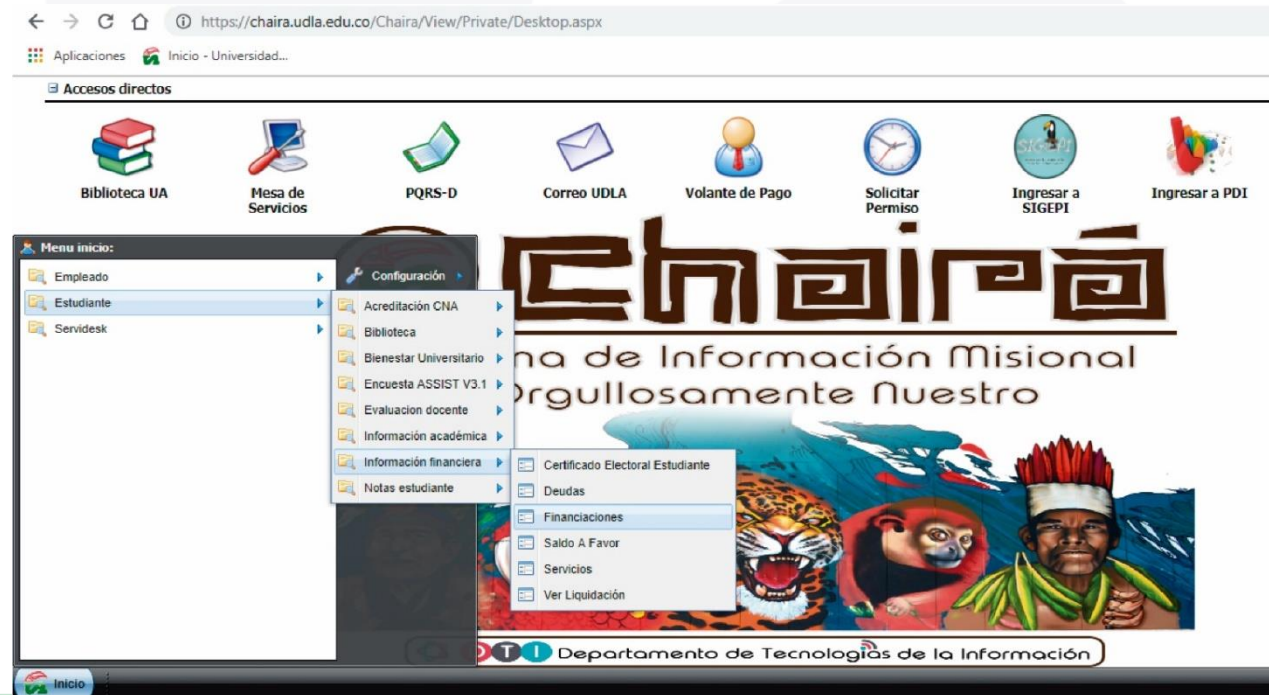 https://chaira.udla.edu.co/Chaira/View/Private/Desktop.aspx
Aplicaciones Inicio - Universidad...
Accesos directos
Biblioteca UA
Mesa de
Servicios
PQRS-D
Correo UDLA
Volante de Pago
Solicitar
Permiso
SIGEPI
Ingresar a
SIGEPI
Ingresar a PDI
Menu inicio:
Empleado
Estudiante
Servidesk
Configuración
Acreditación CNA
Biblioteca
Bienestar Universitario
Encuesta ASSIST V3.1
Evaluacion docente
Información académica
Información financiera
Notas estudiante
Certificado Electoral Estudiante
Deudas
Financiaciones
Saldo A Favor
Servicios
Ver Liquidación
Chairá
na de Información Misional
Orgullosamente Nuestro
DTI Departamento de Tecnologías de la Información
Inicio